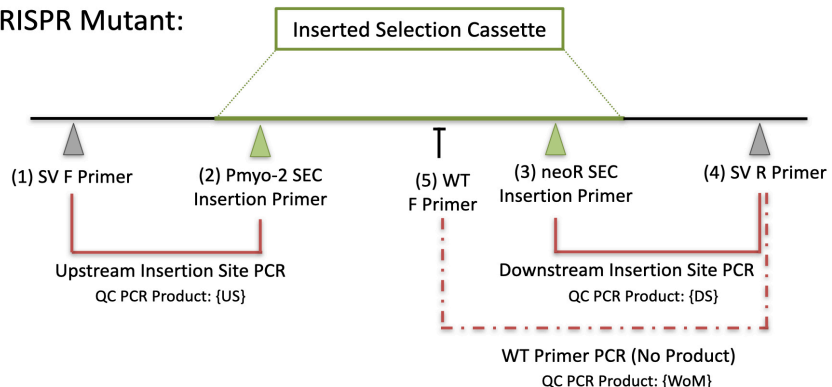 RISPR Mutant:
Inserted Selection Cassette
(1) SV F Primer
(2) Pmyo-2 SEC
Insertion Primer
(5) WT
F Primer
(3) neoR SEC
Insertion Primer
(4) SV R Primer
Upstream Insertion Site PCR
QC PCR Product: {US}
Downstream Insertion Site PCR
QC PCR Product: {DS}
WT Primer PCR (No Product)
QC PCR Product: {WoM}